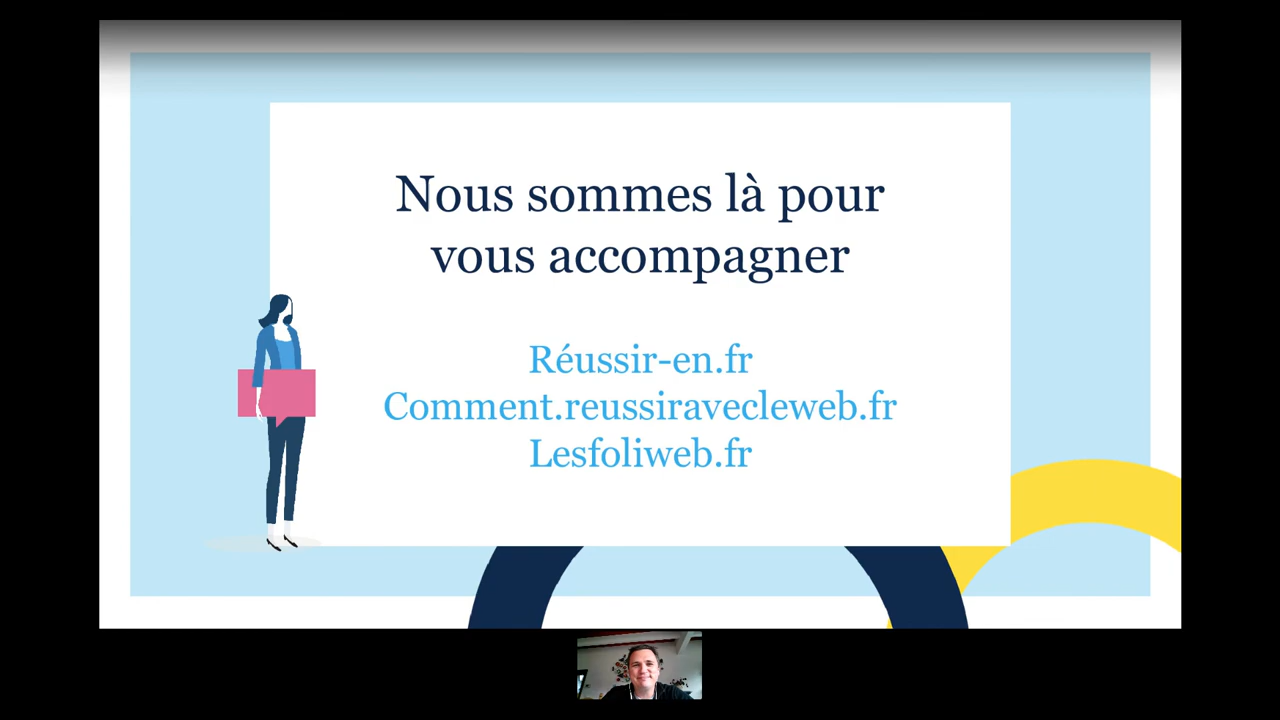 Nous sommes là pour
vous accompagner
Réussir-en.fr
Comment.reussiravecleweb.fr
Lesfoliweb.fr